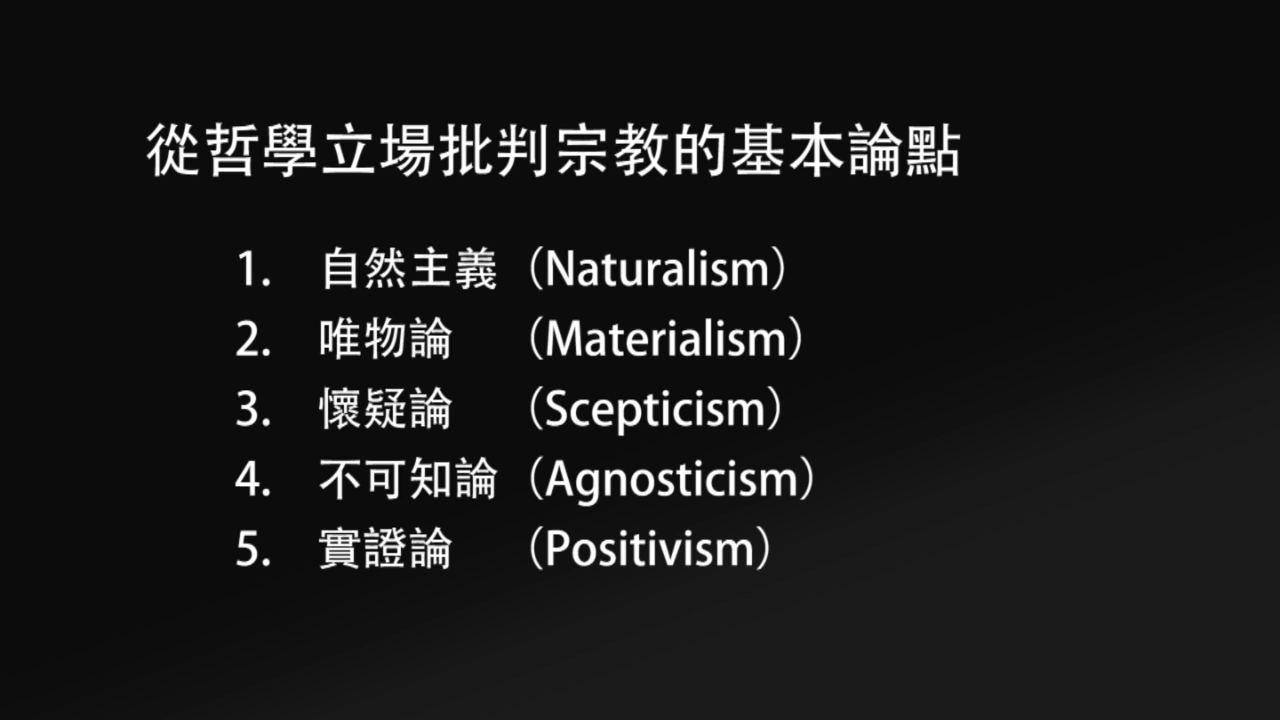 從哲學立場批判宗教的基本論點
1. 自然主義（Naturalism）
2. 唯物論（Materialism）
3. 懷疑論（Scepticism）
4. 不可知論（Agnosticism）
5. 實證論（Positivism）